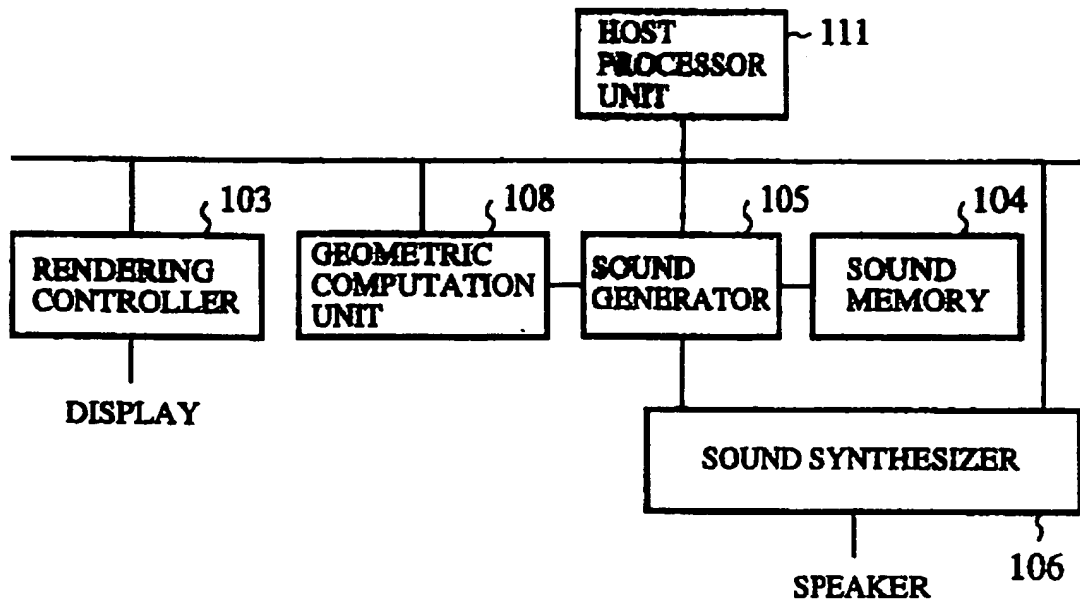 HOST
PROCESSOR
UNIT
111
103
108
105
104
RENDERING
CONTROLLER
GEOMETRIC
COMPUTATION
UNIT
SOUND
GENERATOR
SOUND
MEMORY
DISPLAY
SOUND SYNTHESIZER
106
SPEAKER